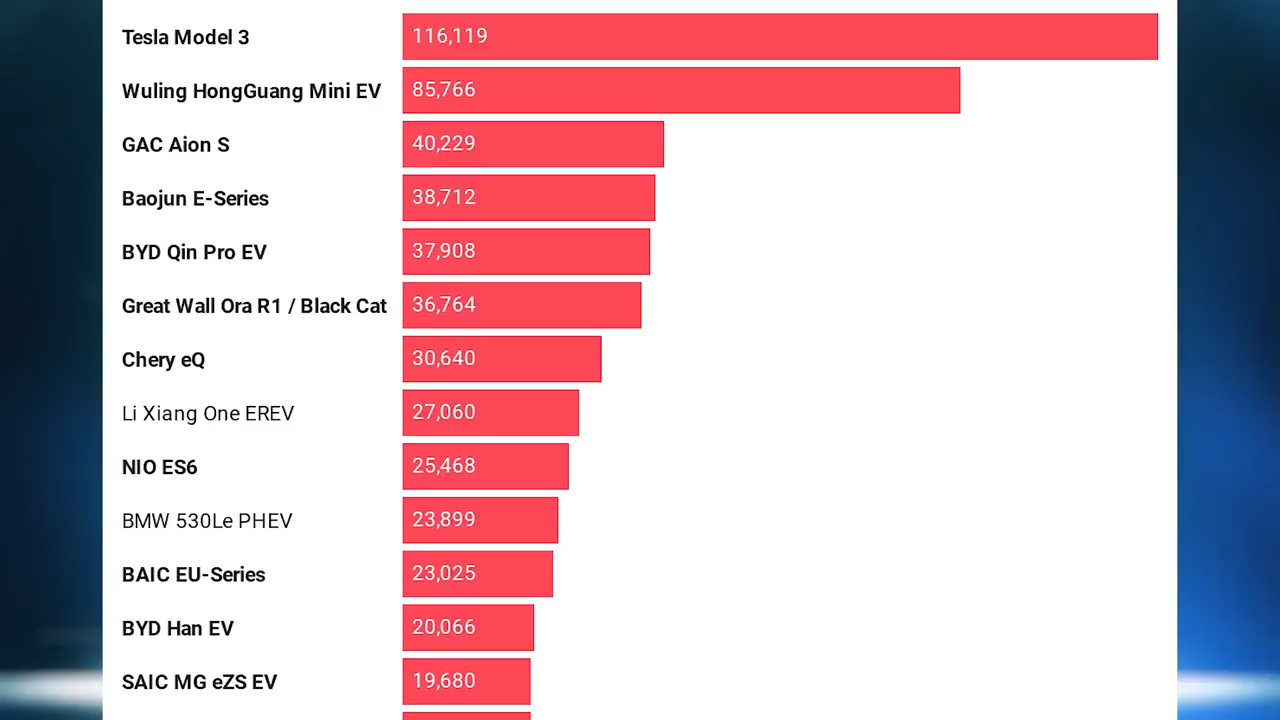 Tesla Model 3 116,119
Wuling HongGuang Mini EV 85,766
GAC Aion S 40,229
Baojun E-Series 38,712
BYD Qin Pro EV 37,908
Great Wall Ora R1 / Black Cat 36,764
Chery eQ 30,640
Li Xiang One EREV 27,060
NIO ES6 25,468
BMW 530Le PHEV 23,899
BAIC EU-Series 23,025
BYD Han EV 20,066
SAIC MG eZS EV 19,680